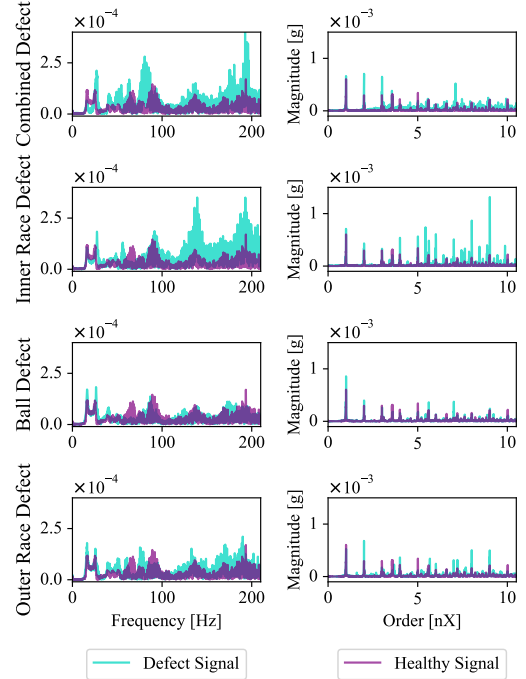 ×10⁻⁴ ×10⁻³
Combined Defect
2.5
0.0
0 100 200
Magnitude [g]
1
0
0 5 10
×10⁻⁴ ×10⁻³
Inner Race Defect
2.5
0.0
0 100 200
Magnitude [g]
1
0
0 5 10
×10⁻⁴ ×10⁻³
Ball Defect
2.5
0.0
0 100 200
Magnitude [g]
1
0
0 5 10
×10⁻⁴ ×10⁻³
Outer Race Defect
2.5
0.0
0 100 200
Magnitude [g]
1
0
0 5 10
Frequency [Hz] Order [nX]
Defect Signal Healthy Signal